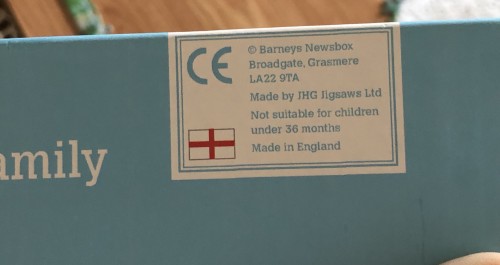 CE
© Barneys Newsbox
Broadgate, Grasmere
LA22 9TA
Made by JHG Jigsaws Ltd
Not suitable for children
under 36 months
Made in England
amily